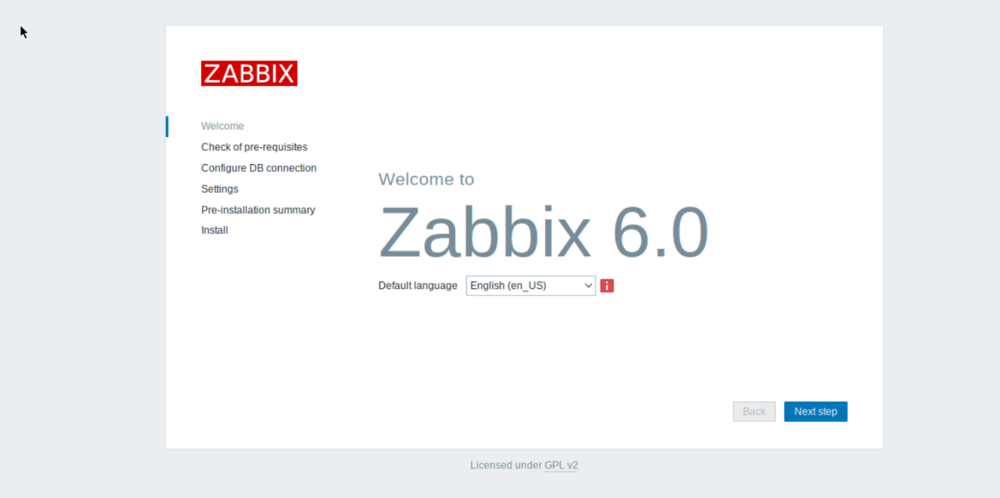 ZABBIX
Welcome
Check of pre-requisites
Configure DB connection
Settings
Pre-installation summary
Install
Welcome to
Zabbix 6.0
Default language English (en_US) i
Back Next step
Licensed under GPL v2